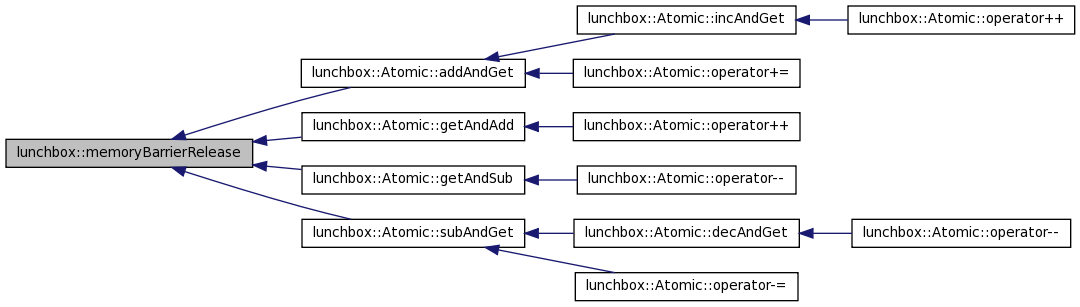 lunchbox::Atomic::incAndGet
lunchbox::Atomic::operator++
lunchbox::Atomic::addAndGet
lunchbox::Atomic::operator+=
lunchbox::Atomic::getAndAdd
lunchbox::Atomic::operator++
lunchbox::memoryBarrierRelease
lunchbox::Atomic::getAndSub
lunchbox::Atomic::operator--
lunchbox::Atomic::subAndGet
lunchbox::Atomic::decAndGet
lunchbox::Atomic::operator--
lunchbox::Atomic::operator-=